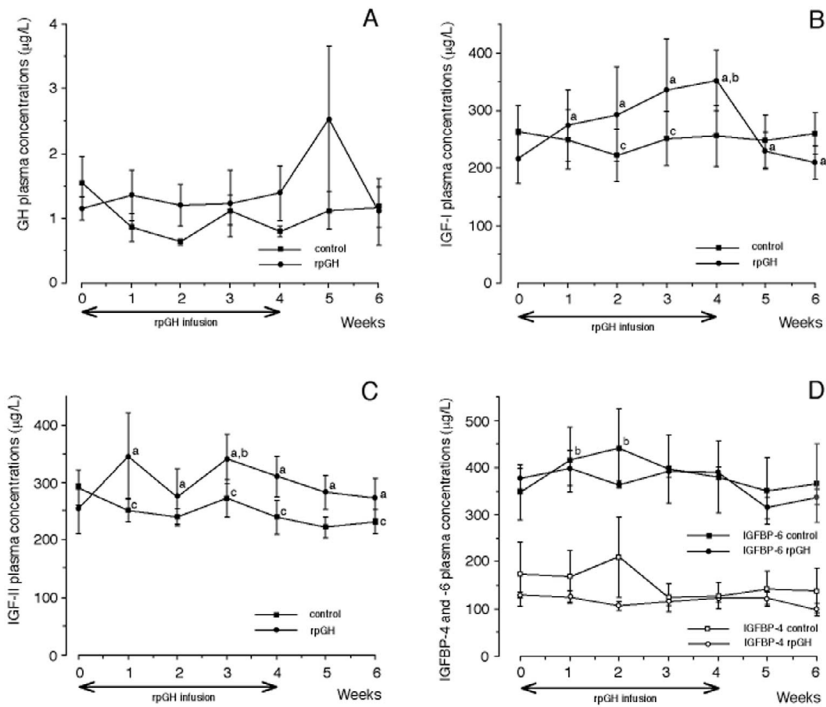 A
GH plasma concentrations (µg/L)
4
3
2
1
0
control
rpGH
0 1 2 3 4 5 6
rpGH infusion
Weeks
B
IGF-I plasma concentrations (µg/L)
400
300
200
100
0
a
a
a
a,b
c
c
a
a
control
rpGH
0 1 2 3 4 5 6
rpGH infusion
Weeks
C
IGF-II plasma concentrations (µg/L)
400
300
200
100
0
a
a
a,b
a
a
a
c
c
c
c
control
rpGH
0 1 2 3 4 5 6
rpGH infusion
Weeks
D
IGFBP-4 and -6 plasma concentrations (µg/L)
500
400
300
200
100
0
b
b
IGFBP-6 control
IGFBP-6 rpGH
IGFBP-4 control
IGFBP-4 rpGH
0 1 2 3 4 5 6
rpGH infusion
Weeks